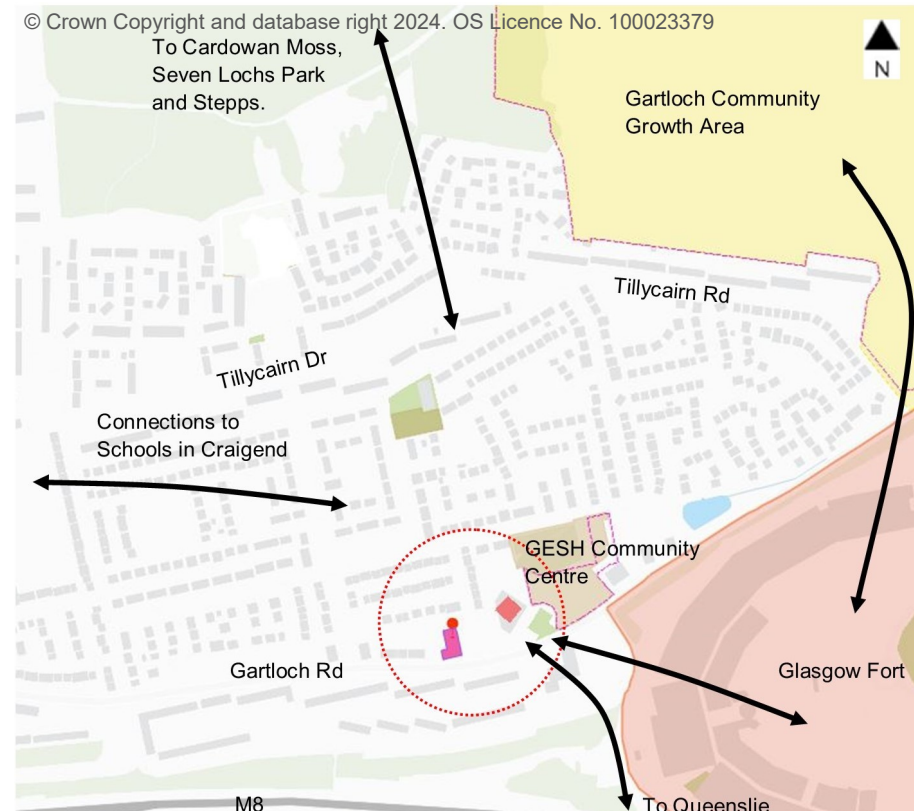 © Crown Copyright and database right 2024. OS Licence No. 100023379
To Cardowan Moss,
Seven Lochs Park
and Stepps.
N
Gartloch Community
Growth Area
Tillycairn Rd
Tillycairn Dr
Connections to
Schools in Craigend
GESH Community
Centre
Gartloch Rd
Glasgow Fort
M8
To Queenslie